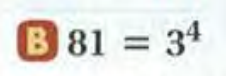 B 81 = 3⁴